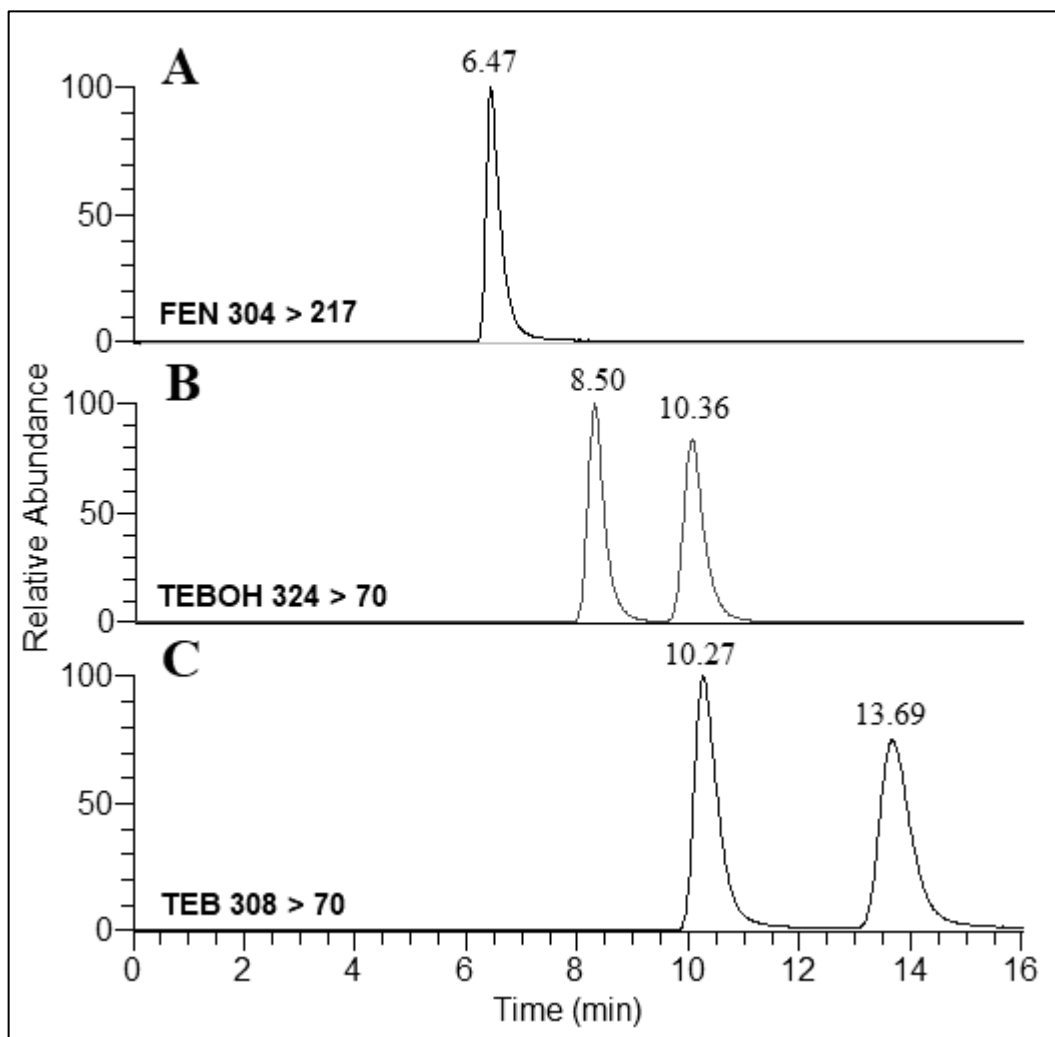 Relative Abundance
A
6.47
100
50
0
FEN 304 > 217
B
8.50
10.36
100
50
0
TEBOH 324 > 70
C
10.27
13.69
100
50
0
TEB 308 > 70
0 2 4 6 8 10 12 14 16
Time (min)